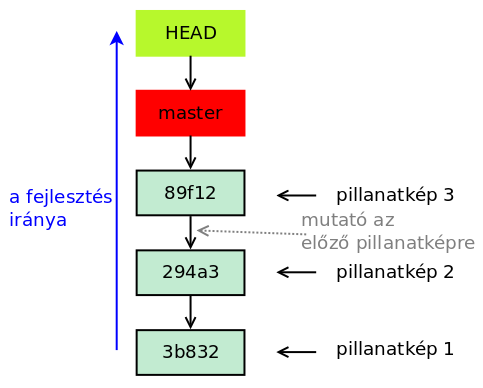 HEAD
master
a fejlesztés
iránya
89f12
pillanatkép 3
mutató az
előző pillanatképre
294a3
pillanatkép 2
3b832
pillanatkép 1